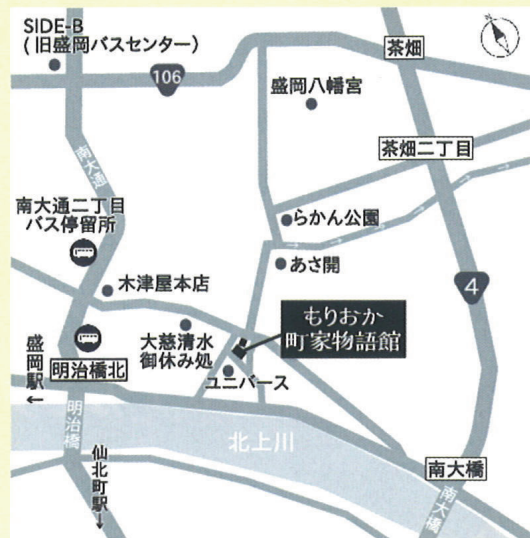 SIDE-B
(旧盛岡バスセンター)
106
茶畑
盛岡八幡宮
南大通
茶畑二丁目
南大通二丁目
バス停留所
らかん公園
木津屋本店
あさ開
4
もりおか
町家物語館
大慈清水
御休み処
盛岡駅←
明治橋北
ユニバース
明治橋
北上川
仙北町駅→
南大橋
南大橋